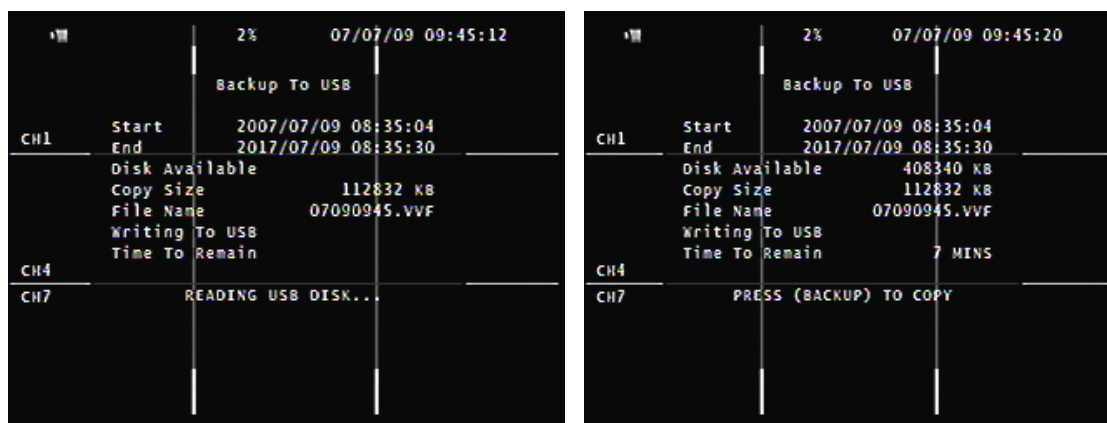 2% 07/07/09 09:45:12
Backup To USB
Start 2007/07/09 08:35:04
CH1
End 2017/07/09 08:35:30
Disk Available
Copy Size 112832 KB
File Name 07090945.VVF
Writing To USB
Time To Remain
CH4
CH7 READING USB DISK...
2% 07/07/09 09:45:20
Backup To USB
Start 2007/07/09 08:35:04
CH1
End 2017/07/09 08:35:30
Disk Available 408340 KB
Copy Size 112832 KB
File Name 07090945.VVF
Writing To USB
Time To Remain 7 MINS
CH4
CH7 PRESS (BACKUP) TO COPY